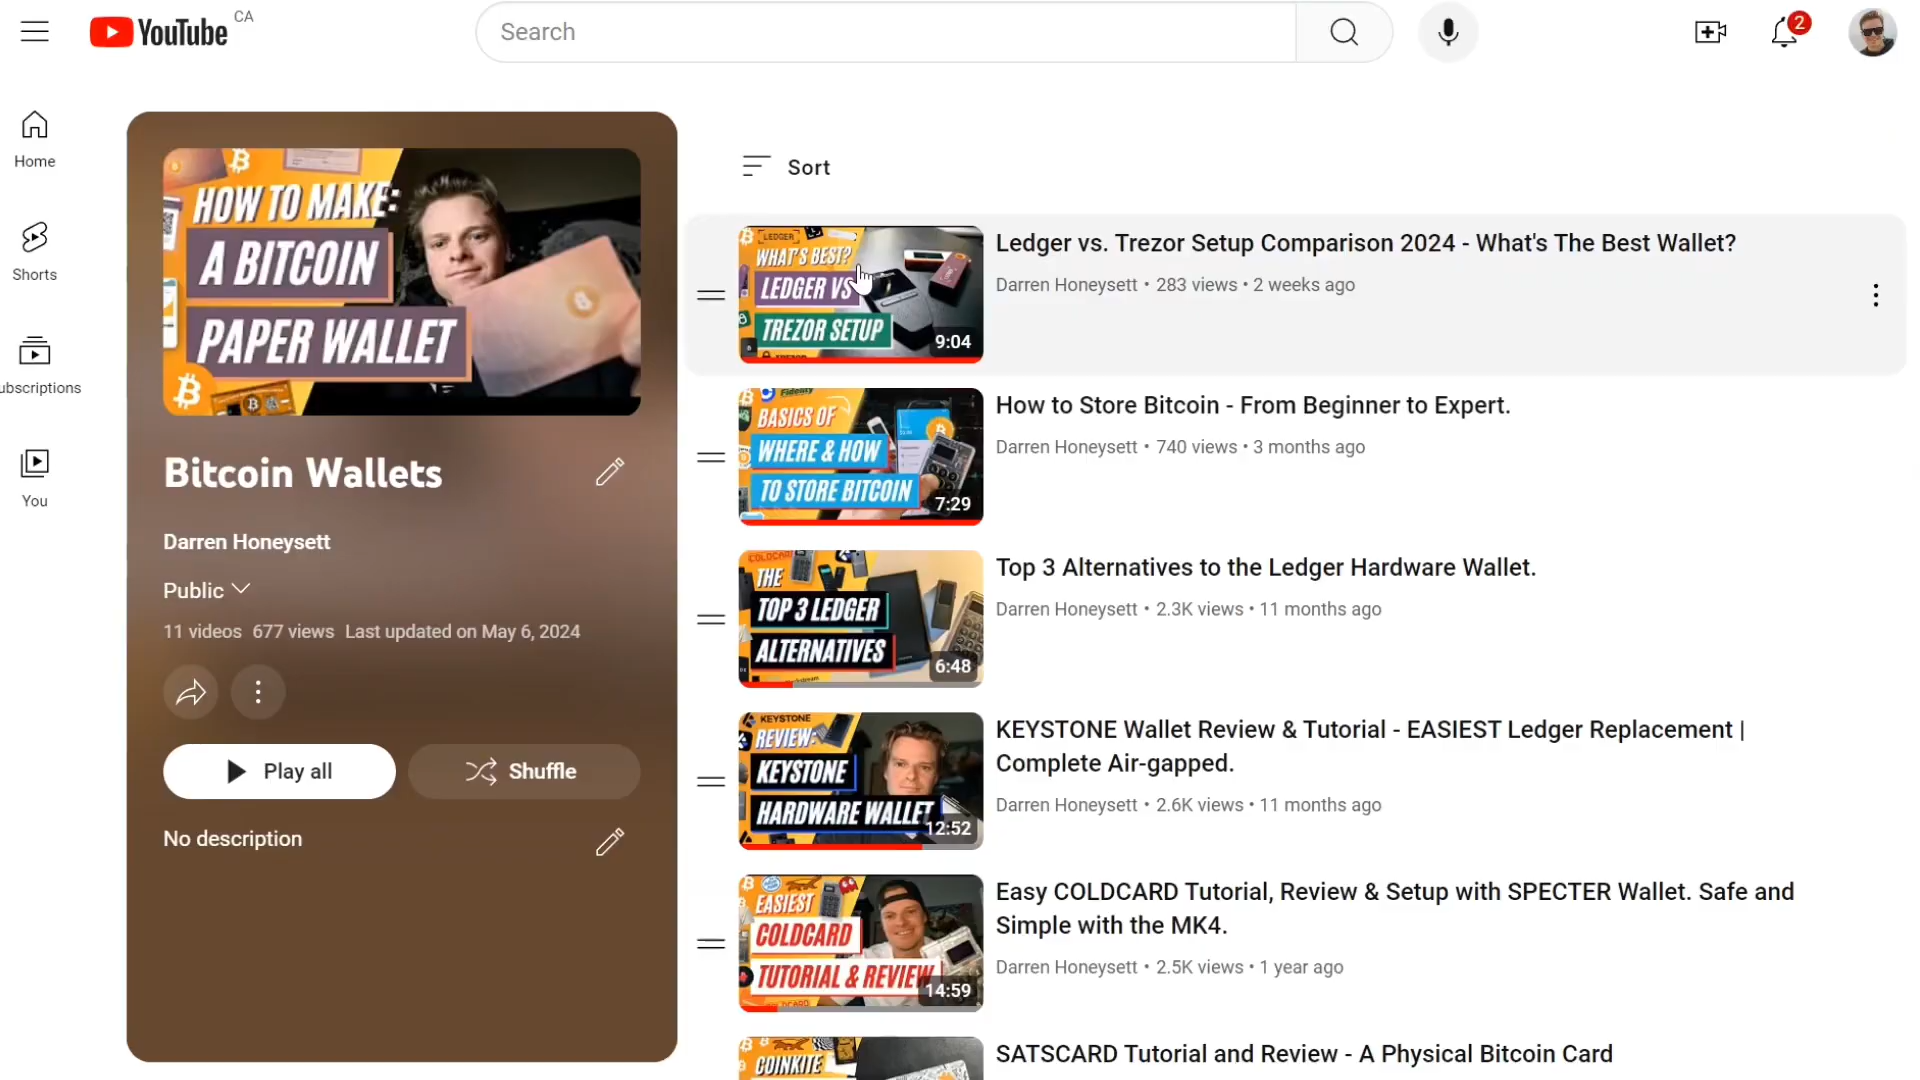 YouTube CA
Search
2
Home
Shorts
ubscriptions
You
HOW TO MAKE:
A BITCOIN
PAPER WALLET
Bitcoin Wallets
Darren Honeysett
Public
11 videos 677 views Last updated on May 6, 2024
Play all
Shuffle
No description
Sort
LEDGER
WHAT'S BEST?
LEDGER VS
TREZOR SETUP
9:04
Ledger vs. Trezor Setup Comparison 2024 - What's The Best Wallet?
Darren Honeysett • 283 views • 2 weeks ago
Fidelity
BASICS OF
WHERE & HOW
TO STORE BITCOIN
7:29
How to Store Bitcoin - From Beginner to Expert.
Darren Honeysett • 740 views • 3 months ago
COLDCARD
THE
TOP 3 LEDGER
ALTERNATIVES
6:48
Top 3 Alternatives to the Ledger Hardware Wallet.
Darren Honeysett • 2.3K views • 11 months ago
KEYSTONE
REVIEW:
KEYSTONE
HARDWARE WALLET
12:52
KEYSTONE Wallet Review & Tutorial - EASIEST Ledger Replacement |
Complete Air-gapped.
Darren Honeysett • 2.6K views • 11 months ago
EASIEST
COLDCARD
TUTORIAL & REVIEW
14:59
Easy COLDCARD Tutorial, Review & Setup with SPECTER Wallet. Safe and
Simple with the MK4.
Darren Honeysett • 2.5K views • 1 year ago
COINKITE
SATSCARD Tutorial and Review - A Physical Bitcoin Card